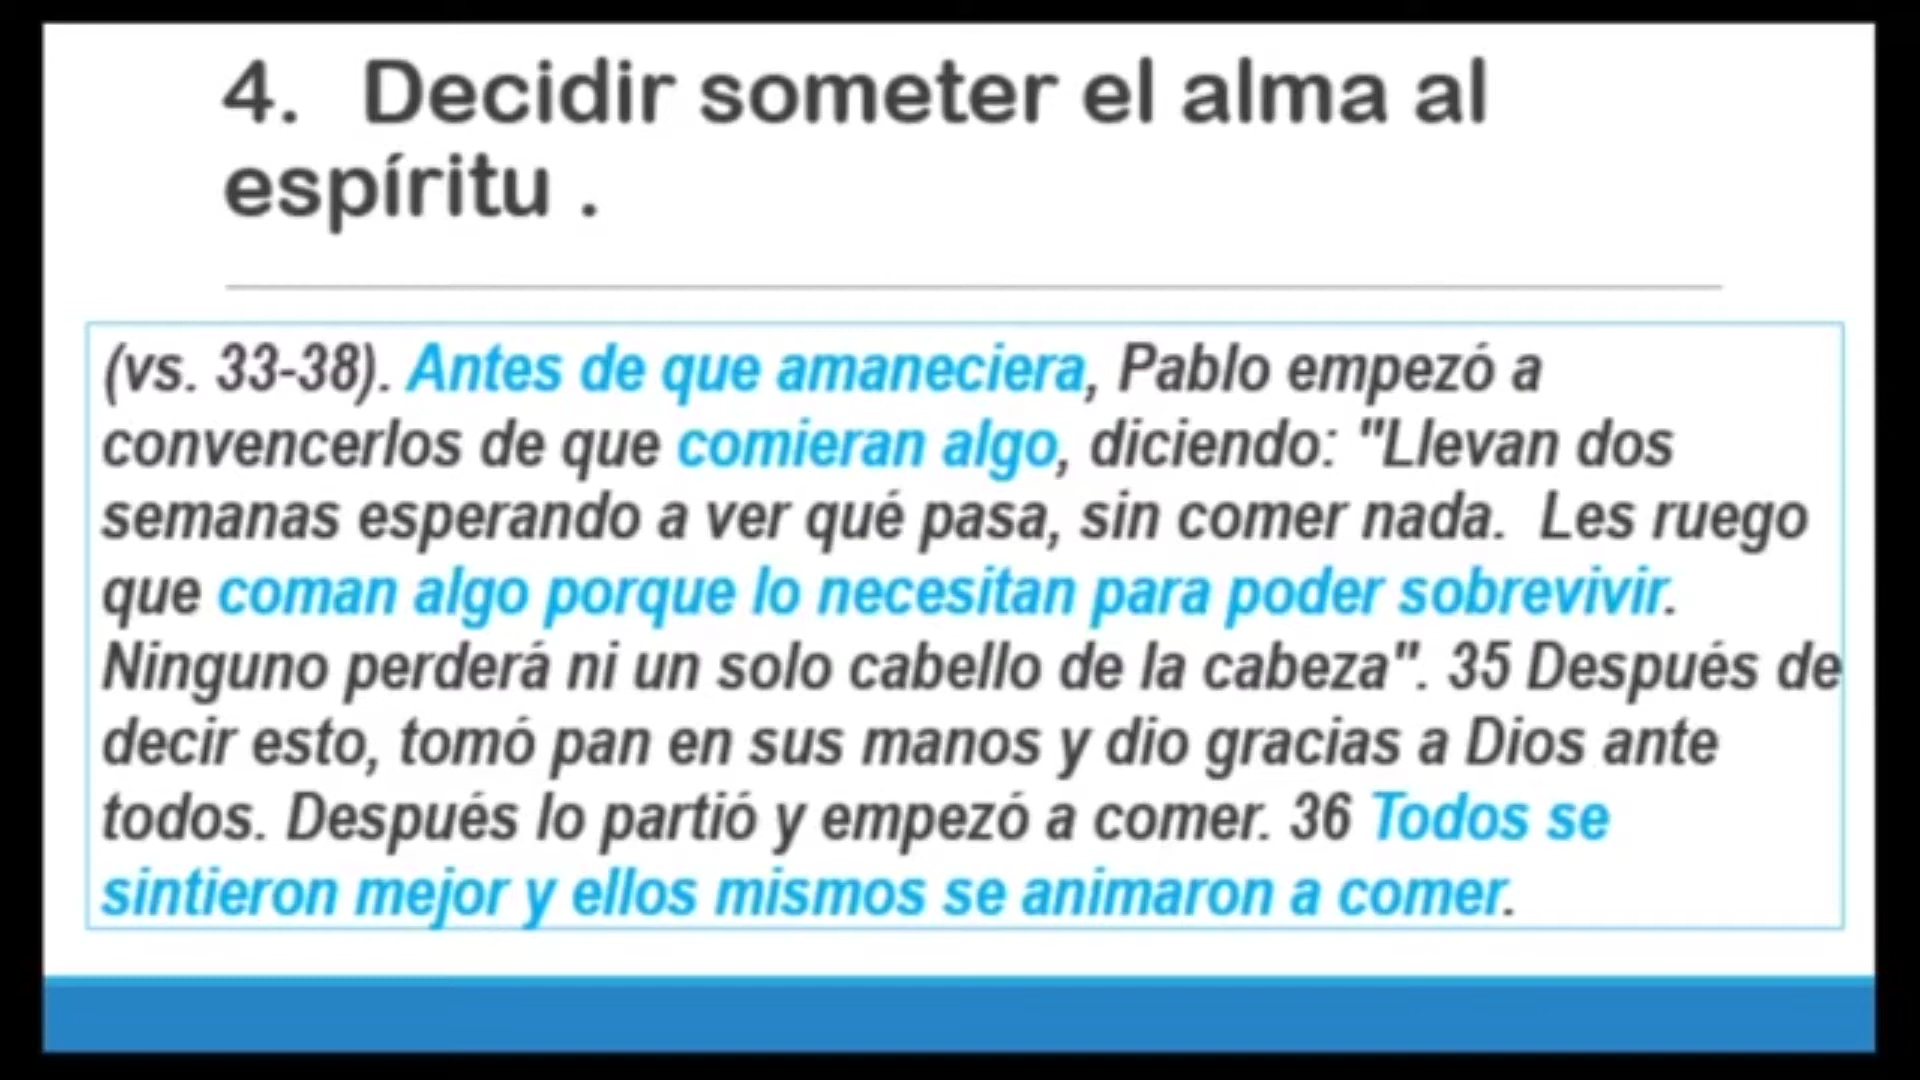 4. Decidir someter el alma al
espíritu .
(vs. 33-38). Antes de que amaneciera, Pablo empezó a
convencerlos de que comieran algo, diciendo: "Llevan dos
semanas esperando a ver qué pasa, sin comer nada. Les ruego
que coman algo porque lo necesitan para poder sobrevivir.
Ninguno perderá ni un solo cabello de la cabeza". 35 Después de
decir esto, tomó pan en sus manos y dio gracias a Dios ante
todos. Después lo partió y empezó a comer. 36 Todos se
sintieron mejor y ellos mismos se animaron a comer.